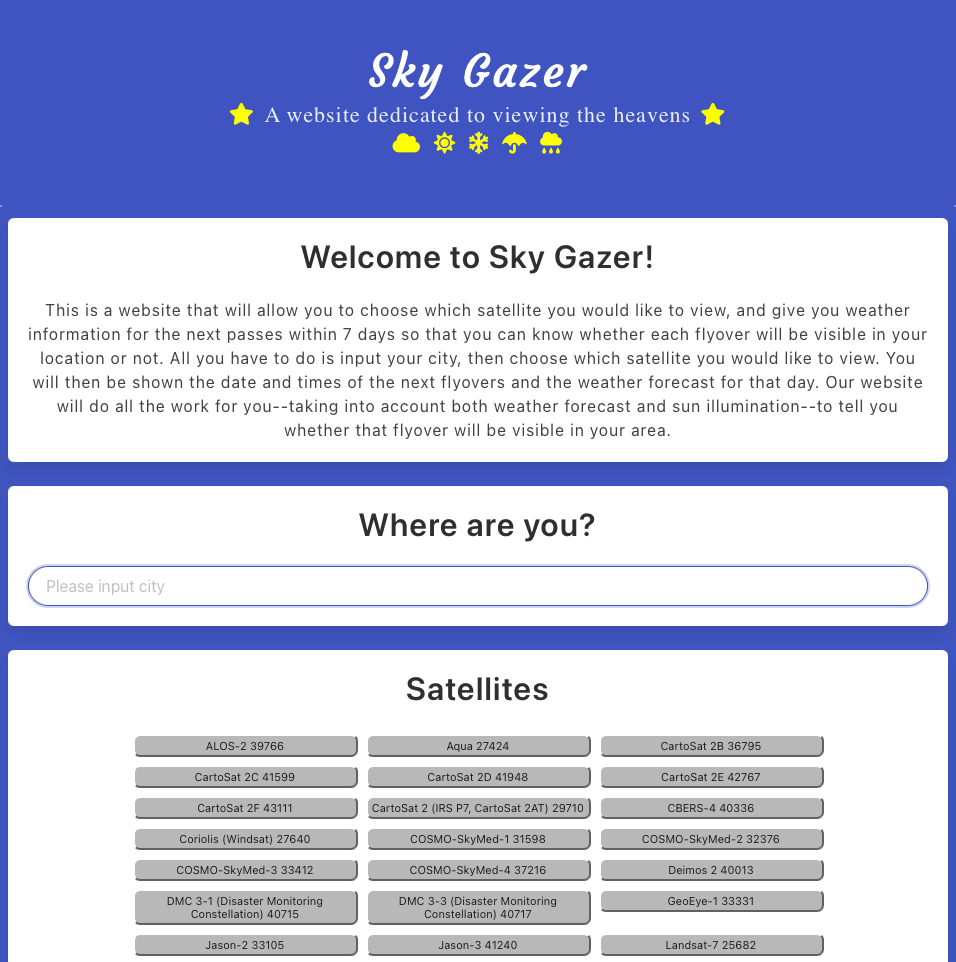 Sky Gazer
A website dedicated to viewing the heavens
Welcome to Sky Gazer!
This is a website that will allow you to choose which satellite you would like to view, and give you weather
information for the next passes within 7 days so that you can know whether each flyover will be visible in your
location or not. All you have to do is input your city, then choose which satellite you would like to view. You
will then be shown the date and times of the next flyovers and the weather forecast for that day. Our website
will do all the work for you--taking into account both weather forecast and sun illumination--to tell you
whether that flyover will be visible in your area.
Where are you?
Please input city
Satellites
ALOS-2 39766
Aqua 27424
CartoSat 2B 36795
CartoSat 2C 41599
CartoSat 2D 41948
CartoSat 2E 42767
CartoSat 2F 43111
CartoSat 2 (IRS P7, CartoSat 2AT) 29710
CBERS-4 40336
Coriolis (Windsat) 27640
COSMO-SkyMed-1 31598
COSMO-SkyMed-2 32376
COSMO-SkyMed-3 33412
COSMO-SkyMed-4 37216
Deimos 2 40013
DMC 3-1 (Disaster Monitoring
Constellation) 40715
DMC 3-3 (Disaster Monitoring
Constellation) 40717
GeoEye-1 33331
Jason-2 33105
Jason-3 41240
Landsat-7 25682